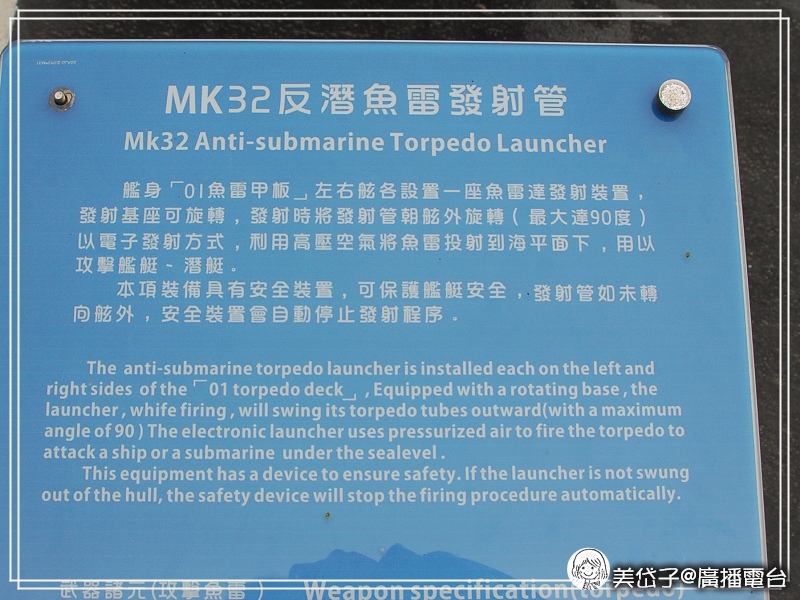 MK32反潛魚雷發射管
Mk32 Anti-submarine Torpedo Launcher
艦身「01魚雷甲板」左右舷各設置一座魚雷達發射裝置，
發射基座可旋轉，發射時將發射管朝舷外旋轉（最大達90度）
以電子發射方式，利用高壓空氣將魚雷投射到海平面下，用以
攻擊艦艇、潛艇。
本項裝備具有安全裝置，可保護艦艇安全，發射管如未轉
向舷外，安全裝置會自動停止發射程序。
The anti-submarine torpedo launcher is installed each on the left and
right sides of the「01 torpedo deck」, Equipped with a rotating base , the
launcher , whife firing , will swing its torpedo tubes outward(with a maximum
angle of 90 ) The electronic launcher uses pressurized air to fire the torpedo to
attack a ship or a submarine under the sealevel .
This equipment has a device to ensure safety. If the launcher is not swung
out of the hull, the safety device will stop the firing procedure automatically.
武器諸元(攻擊魚雷) Weapon specification(torpedo)
美岱子@廣播電台